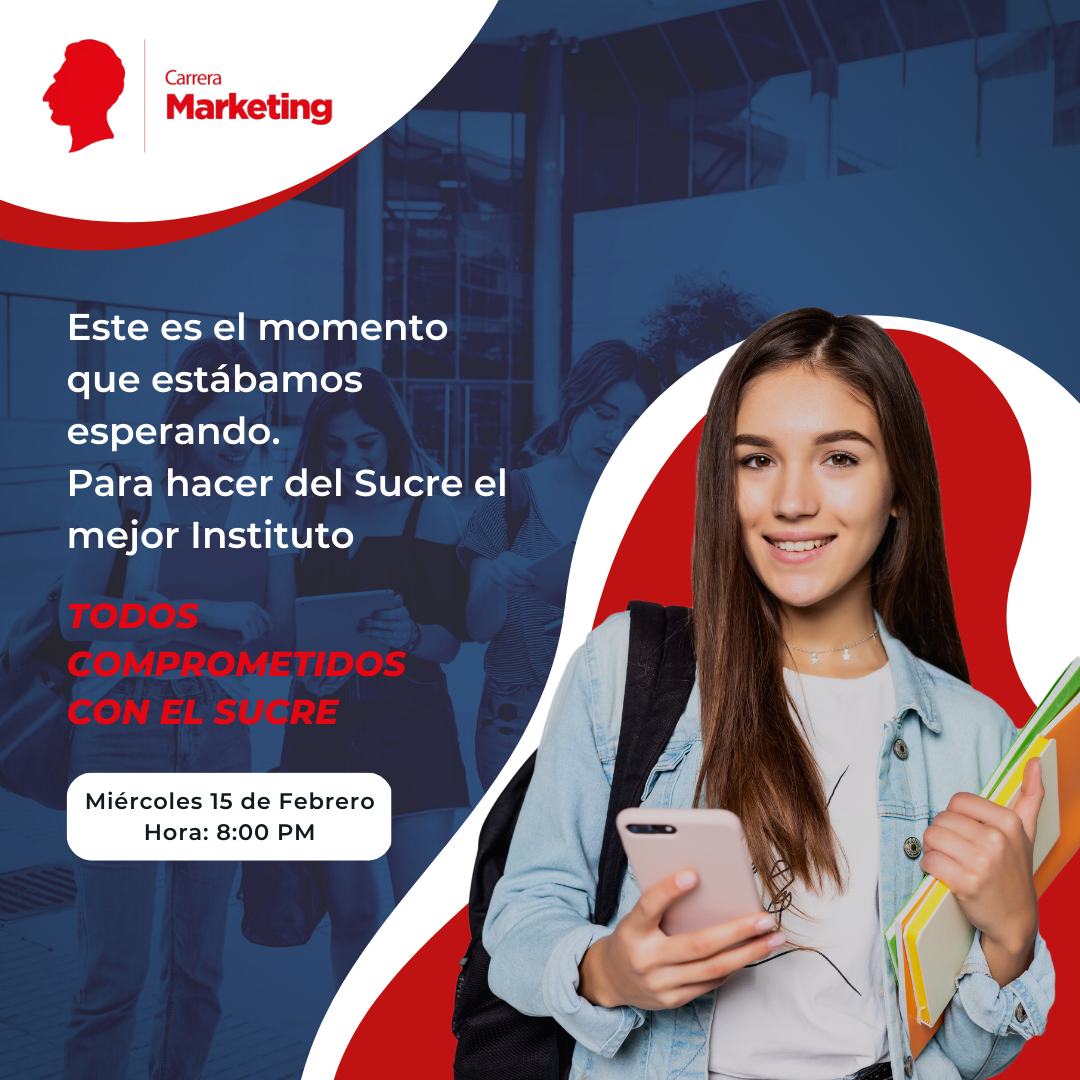 Carrera
Marketing
Este es el momento
que estábamos
esperando.
Para hacer del Sucre el
mejor Instituto
TODOS
COMPROMETIDOS
CON EL SUCRE
Miércoles 15 de Febrero
Hora: 8:00 PM